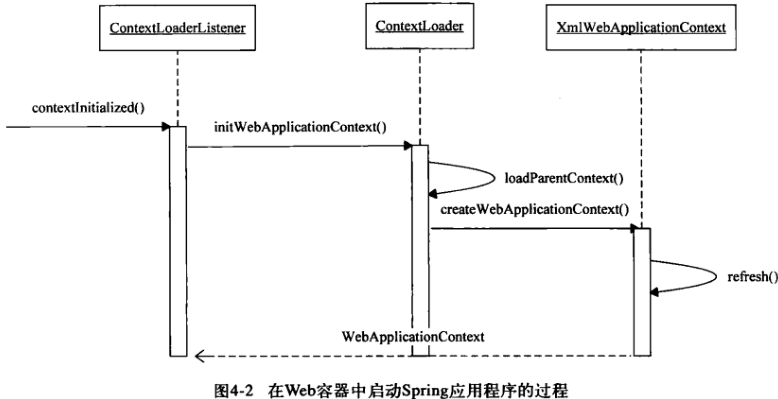 ContextLoaderListener
ContextLoader
XmlWebApplicationContext
contextInitialized()
initWebApplicationContext()
loadParentContext()
createWebApplicationContext()
refresh()
WebApplicationContext
图4-2 在Web容器中启动Spring应用程序的过程